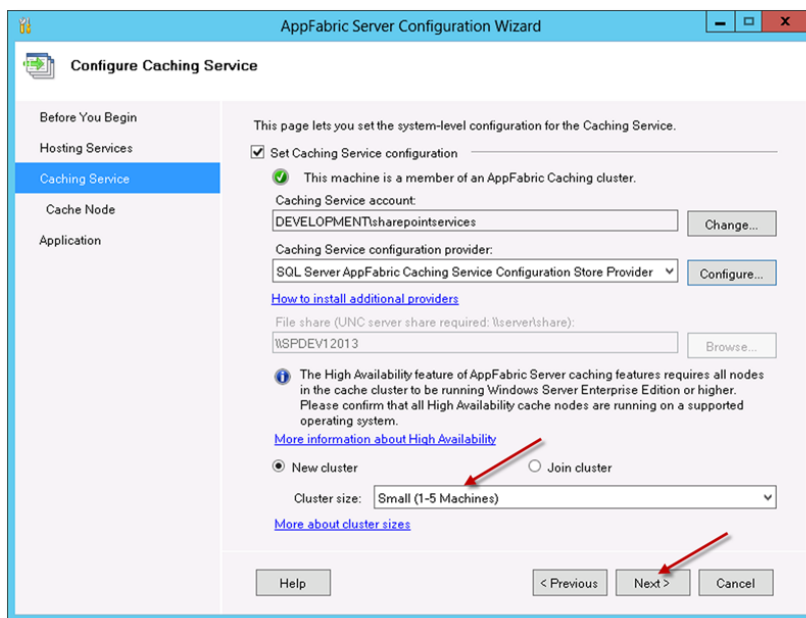 AppFabric Server Configuration Wizard
Configure Caching Service
Before You Begin
Hosting Services
Caching Service
Cache Node
Application
This page lets you set the system-level configuration for the Caching Service.
Set Caching Service configuration
This machine is a member of an AppFabric Caching cluster.
Caching Service account:
DEVELOPMENT\sharepointservices
Change...
Caching Service configuration provider:
SQL Server AppFabric Caching Service Configuration Store Provider
Configure...
How to install additional providers
File share (UNC server share required: \\server\share):
\\SPDEV12013
Browse...
The High Availability feature of AppFabric Server caching features requires all nodes
in the cache cluster to be running Windows Server Enterprise Edition or higher.
Please confirm that all High Availability cache nodes are running on a supported
operating system.
More information about High Availability
New cluster
Join cluster
Cluster size:
Small (1-5 Machines)
More about cluster sizes
Help
< Previous
Next >
Cancel